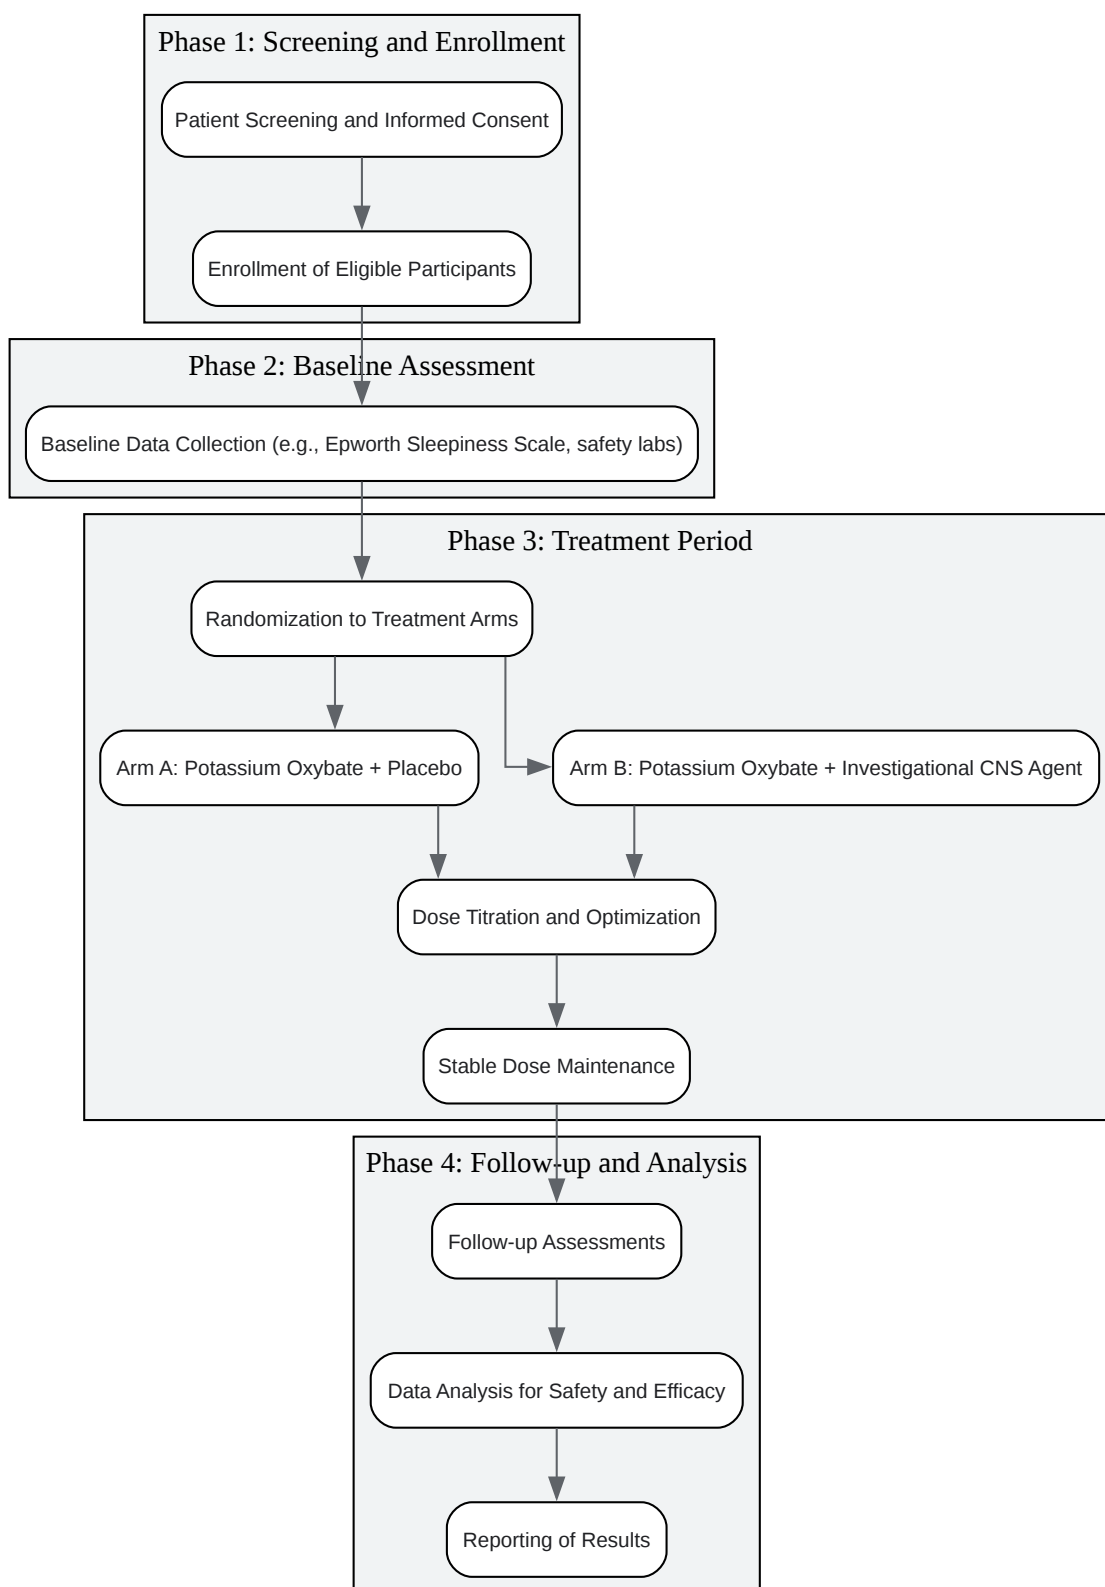 Phase 1: Screening and Enrollment
Patient Screening and Informed Consent
Enrollment of Eligible Participants
Phase 2: Baseline Assessment
Baseline Data Collection (e.g., Epworth Sleepiness Scale, safety labs)
Phase 3: Treatment Period
Randomization to Treatment Arms
Arm A: Potassium Oxybate + Placebo
Arm B: Potassium Oxybate + Investigational CNS Agent
Dose Titration and Optimization
Stable Dose Maintenance
Phase 4: Follow-up and Analysis
Follow-up Assessments
Data Analysis for Safety and Efficacy
Reporting of Results